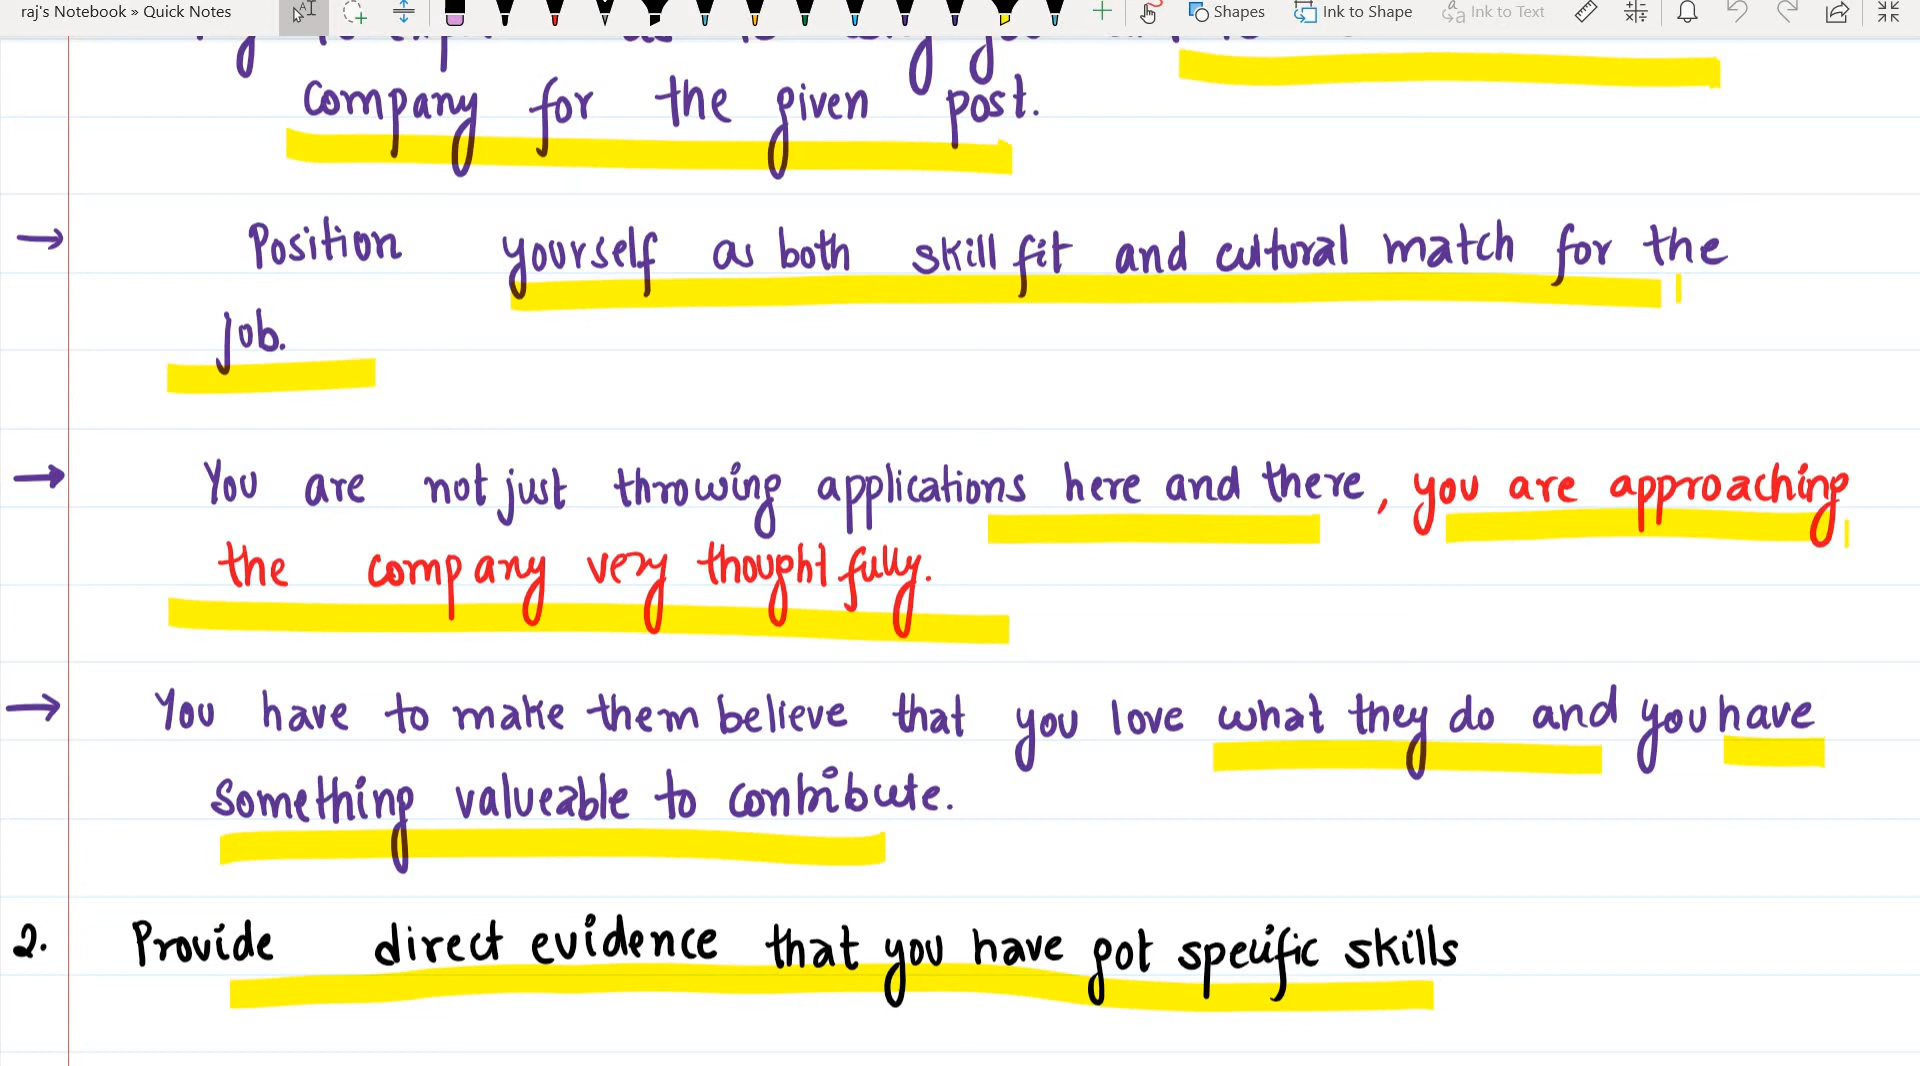 raj's Notebook » Quick Notes
Shapes Ink to Shape Ink to Text
company for the given post.
→ Position yourself as both skill fit and cultural match for the
job.
→ You are not just throwing applications here and there, you are approaching
the company very thoughtfully.
→ You have to make them believe that you love what they do and you have
something valueable to contribute.
2. Provide direct evidence that you have got specific skills